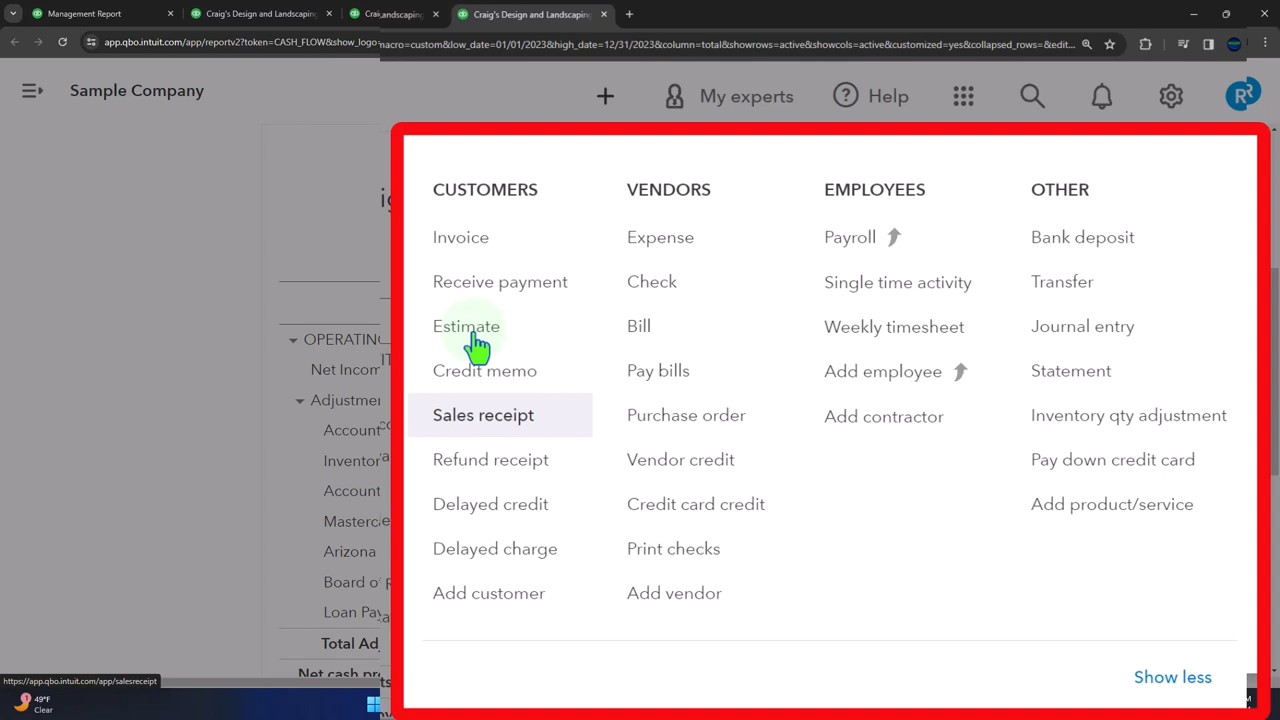 Management Report
Craig's Design and Landscaping
Adjustment
Craig's Design and Landscaping
app.qbo.intuit.com/app/reportv2?token=CASH_FLOW&show_logo
macro=custom&low_date=01/01/2023&high_date=12/31/2023&column=total&showrows=active&showcols=active&customized=yes&collapsed_rows=&edit...
Sample Company
My experts
Help
CUSTOMERS
Invoice
Receive payment
Estimate
Credit memo
Sales receipt
Refund receipt
Delayed credit
Delayed charge
Add customer
VENDORS
Expense
Check
Bill
Pay bills
Purchase order
Vendor credit
Credit card credit
Print checks
Add vendor
EMPLOYEES
Payroll
Single time activity
Weekly timesheet
Add employee
Add contractor
OTHER
Bank deposit
Transfer
Journal entry
Statement
Inventory qty adjustment
Pay down credit card
Add product/service
Show less
OPERATING
Net Incom
Adjustme
Account
Inventor
Account
Masterc
Arizona
Board of
Loan Pay
Total Adj
Net cash pr
https://app.qbo.intuit.com/app/salesreceipt
49°F
Clear